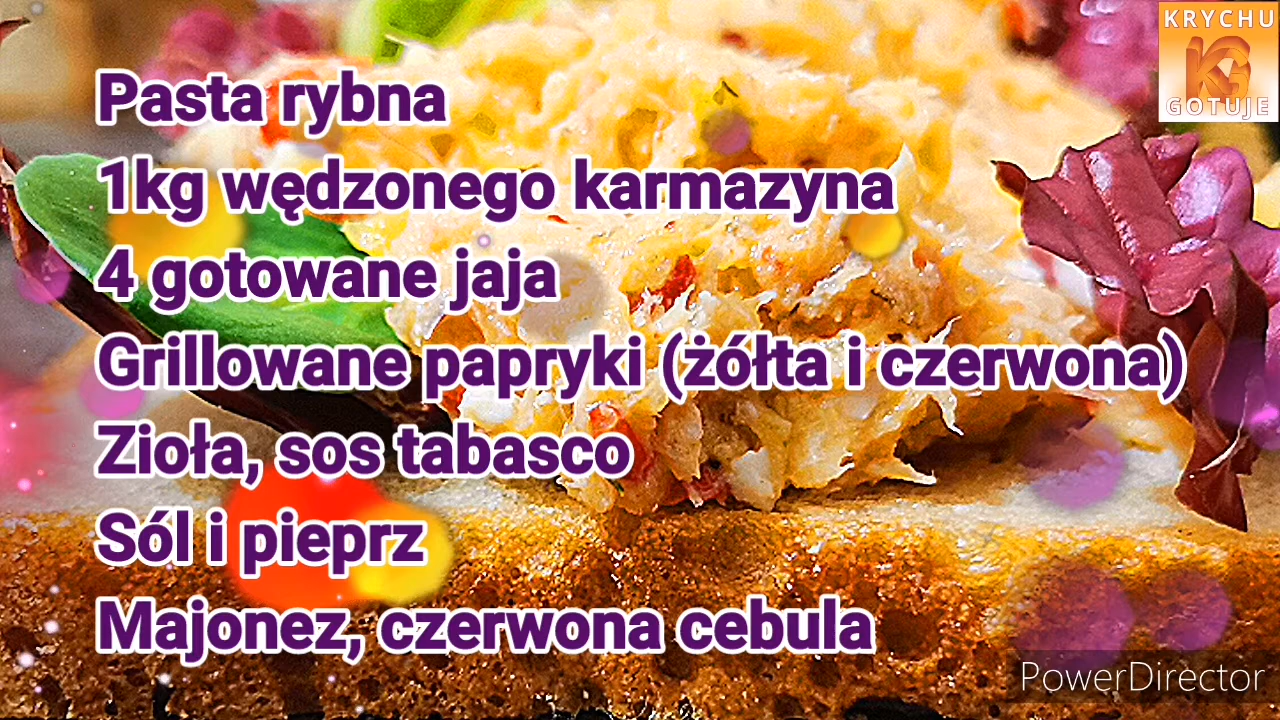 KRYCHU
KG
GOTUJE
Pasta rybna
1kg wędzonego karmazyna
4 gotowane jaja
Grillowane papryki (żółta i czerwona)
Zioła, sos tabasco
Sól i pieprz
Majonez, czerwona cebula
PowerDirector